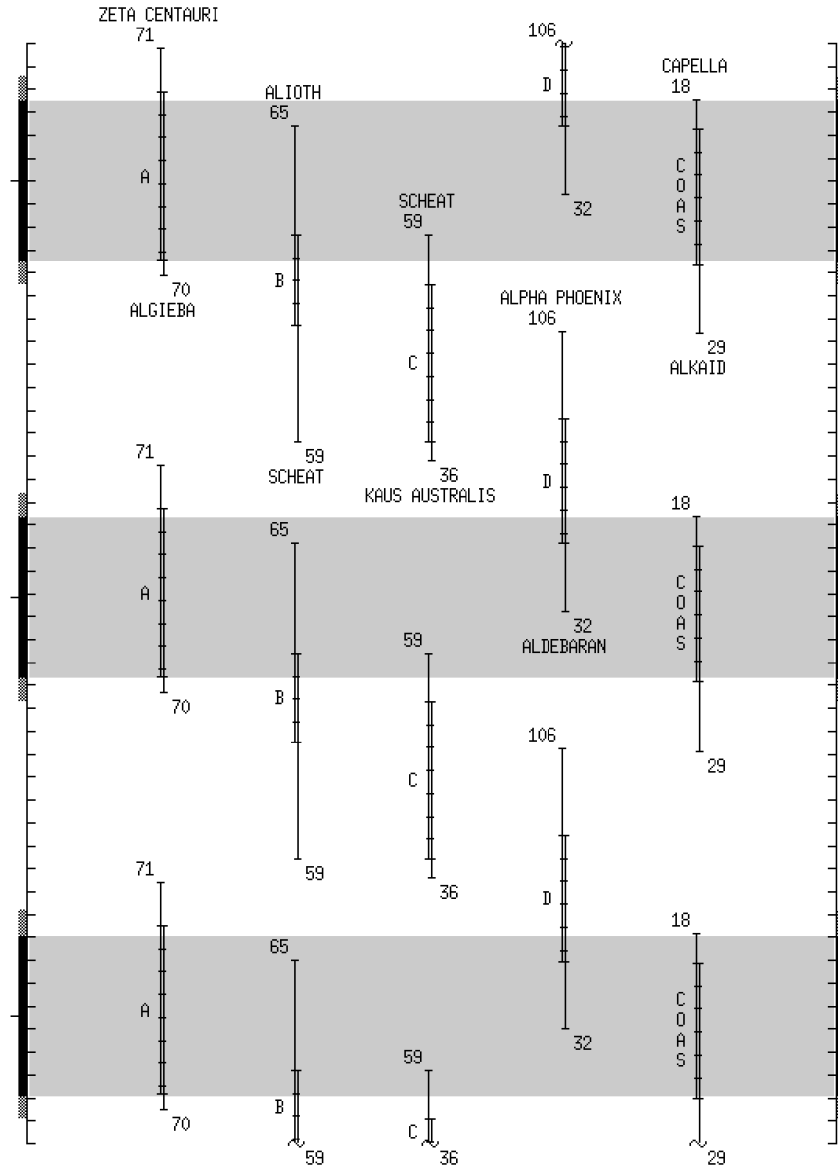 ZETA CENTAURI
71
106
CAPELLA
D
18
ALIOTH
65
A
C
O
A
S
SCHEAT
59
32
B
70
ALPHA PHOENIX
ALGIEBA
106
29
C
ALKAID
71
59
SCHEAT
36
D
KAUS AUSTRALIS
18
65
A
C
O
A
S
32
59
ALDEBARAN
B
70
106
29
C
71
59
36
D
18
65
A
C
O
A
S
32
59
B
70
C
59
36
29